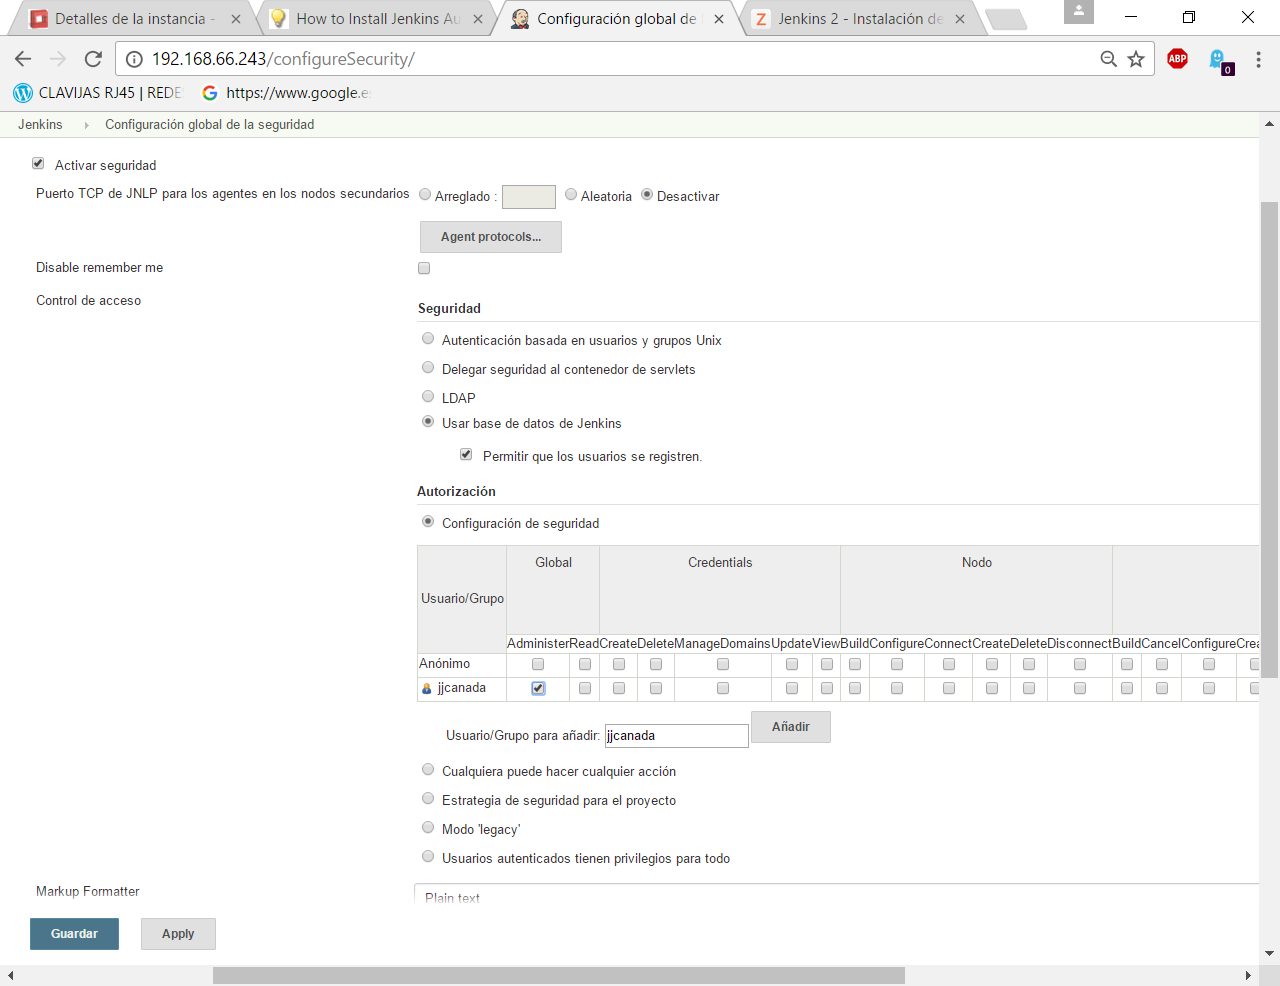 Detalles de la instancia -
How to Install Jenkins Au
Configuración global de
Jenkins 2 - Instalación de
192.168.66.243/configureSecurity/
ABP
0
CLAVIJAS RJ45 | REDE
https://www.google.es
Jenkins Configuración global de la seguridad
Activar seguridad
Puerto TCP de JNLP para los agentes en los nodos secundarios Arreglado : Aleatoria Desactivar
Agent protocols...
Disable remember me
Control de acceso
Seguridad
Autenticación basada en usuarios y grupos Unix
Delegar seguridad al contenedor de servlets
LDAP
Usar base de datos de Jenkins
Permitir que los usuarios se registren.
Autorización
Configuración de seguridad
Global Credentials Nodo
Usuario/Grupo
Administer Read Create Delete ManageDomains Update View Build Configure Connect Create Delete Disconnect Build Cancel Configure Crea
Anónimo
jjcanada
Usuario/Grupo para añadir: jjcanada Añadir
Cualquiera puede hacer cualquier acción
Estrategia de seguridad para el proyecto
Modo 'legacy'
Usuarios autenticados tienen privilegios para todo
Markup Formatter Plain text
Guardar Apply